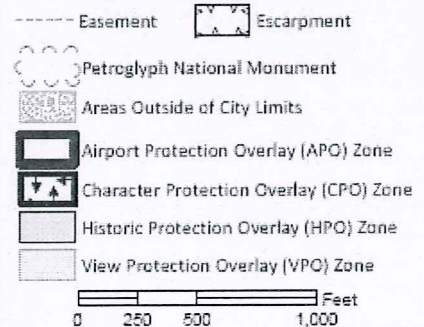 Easement Escarpment
Petroglyph National Monument
Areas Outside of City Limits
Airport Protection Overlay (APO) Zone
Character Protection Overlay (CPO) Zone
Historic Protection Overlay (HPO) Zone
View Protection Overlay (VPO) Zone
Feet
0 250 500 1,000